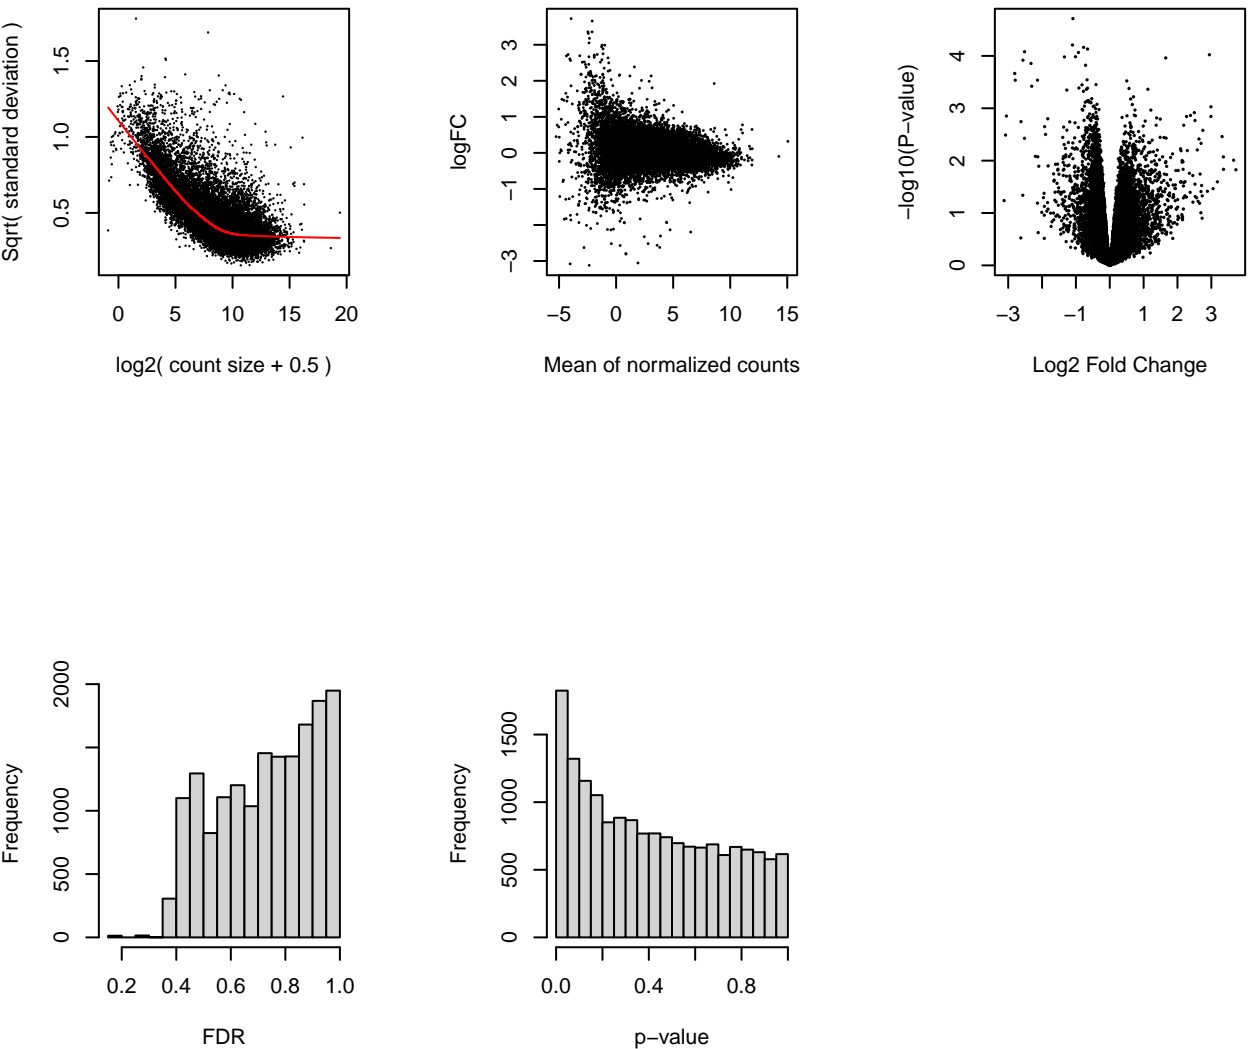 Sqrt( standard deviation )
0.5 1.0 1.5
0 5 10 15 20
log2( count size + 0.5 )
logFC
−3 −1 0 1 2 3
−5 0 5 10 15
Mean of normalized counts
−log10(P−value)
0 1 2 3 4
−3 −1 1 2 3
Log2 Fold Change
Frequency
0 500 1000 2000
0.2 0.4 0.6 0.8 1.0
FDR
Frequency
0 500 1000 1500
0.0 0.4 0.8
p−value